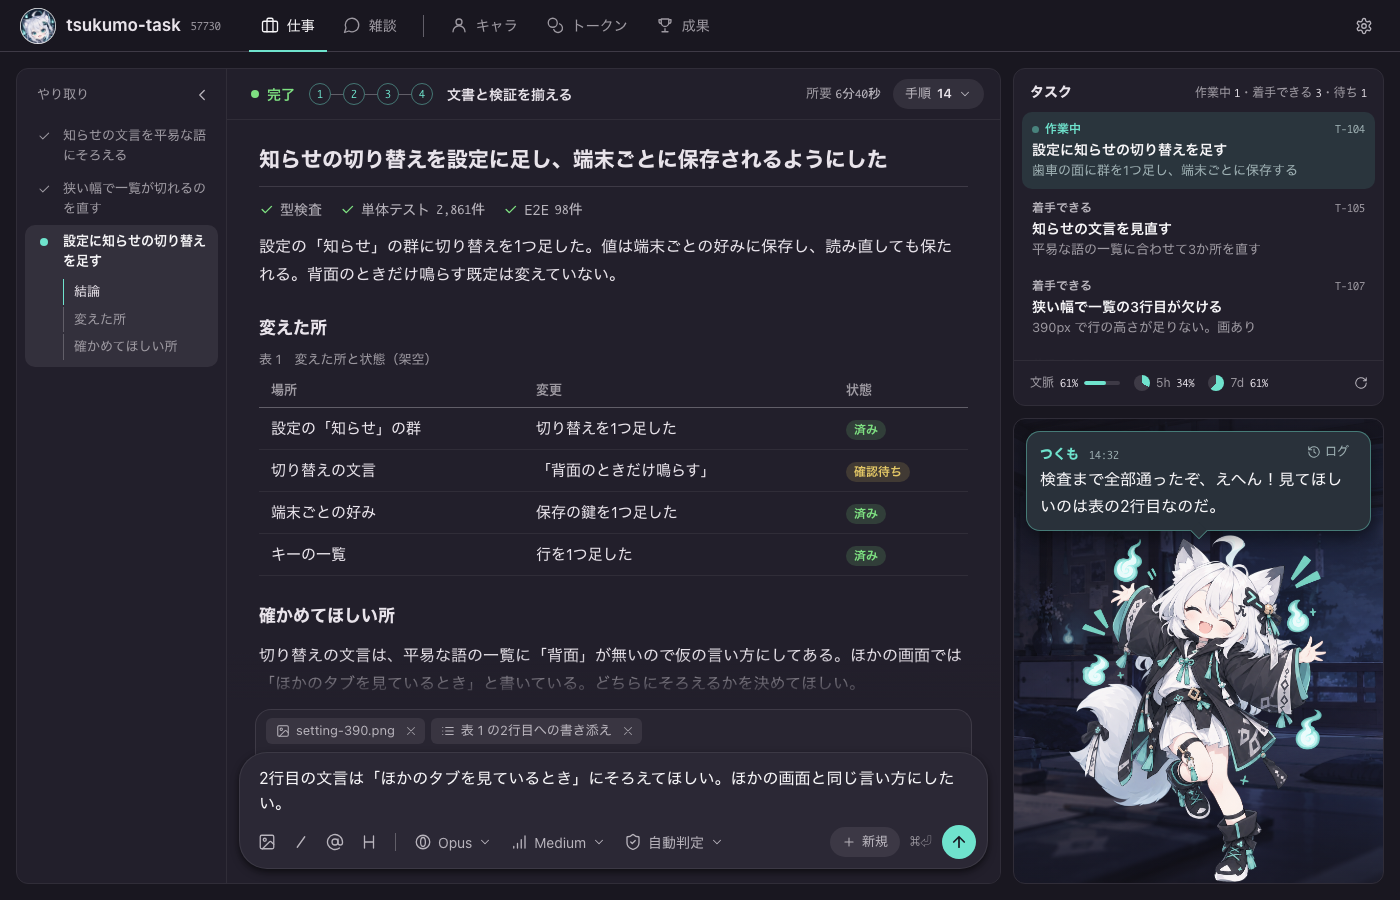 tsukumo-task 57730
仕事
雑談
キャラ
トークン
成果
やり取り
知らせの文言を平易な語
にそろえる
狭い幅で一覧が切れるの
を直す
設定に知らせの切り替え
を足す
結論
変えた所
確かめてほしい所
完了 1 2 3 4 文書と検証を揃える
所要 6分40秒 手順 14
知らせの切り替えを設定に足し、端末ごとに保存されるようにした
型検査 単体テスト 2,861件 E2E 98件
設定の「知らせ」の群に切り替えを1つ足した。値は端末ごとの好みに保存し、読み直しても保た
れる。背面のときだけ鳴らす既定は変えていない。
変えた所
表 1 変えた所と状態（架空）
場所 変更 状態
設定の「知らせ」の群 切り替えを1つ足した 済み
切り替えの文言 「背面のときだけ鳴らす」 確認待ち
端末ごとの好み 保存の鍵を1つ足した 済み
キーの一覧 行を1つ足した 済み
確かめてほしい所
切り替えの文言は、平易な語の一覧に「背面」が無いので仮の言い方にしてある。ほかの画面では
「ほかのタブを見ているとき」と書いている。どちらにそろえるかを決めてほしい。
setting-390.png
表 1 の2行目への書き添え
2行目の文言は「ほかのタブを見ているとき」にそろえてほしい。ほかの画面と同じ言い方にした
い。
Opus Medium 自動判定
新規 ⌘⏎
タスク 作業中 1・着手できる 3・待ち 1
作業中 T-104
設定に知らせの切り替えを足す
歯車の面に群を1つ足し、端末ごとに保存する
着手できる T-105
知らせの文言を見直す
平易な語の一覧に合わせて3か所を直す
着手できる T-107
狭い幅で一覧の3行目が欠ける
390px で行の高さが足りない。画あり
文脈 61% 5h 34% 7d 61%
つくも 14:32 ログ
検査まで全部通ったぞ、えへん！見てほし
いのは表の2行目なのだ。